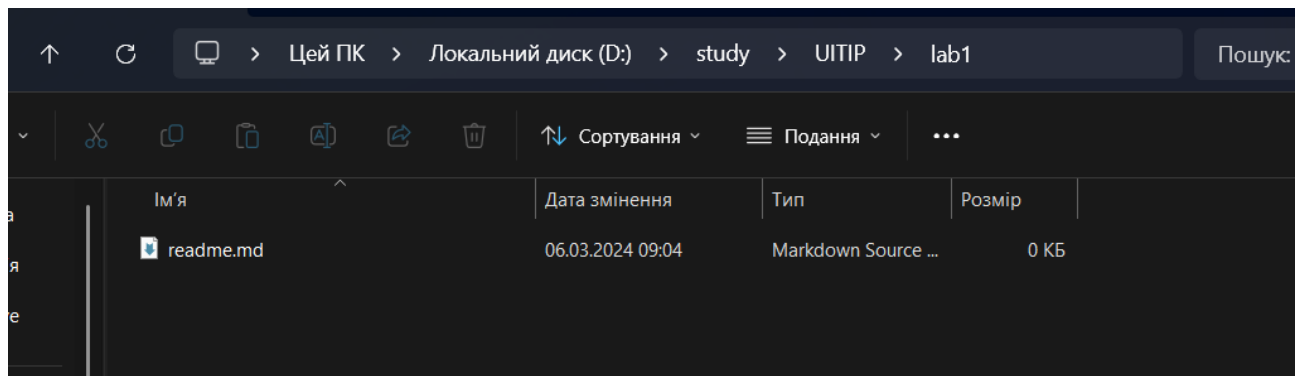 Цей ПК > Локальний диск (D:) > study > UITIP > lab1 Пошук:
Сортування Подання
Ім'я Дата змінення Тип Розмір
а
readme.md 06.03.2024 09:04 Markdown Source ... 0 КБ
я
е